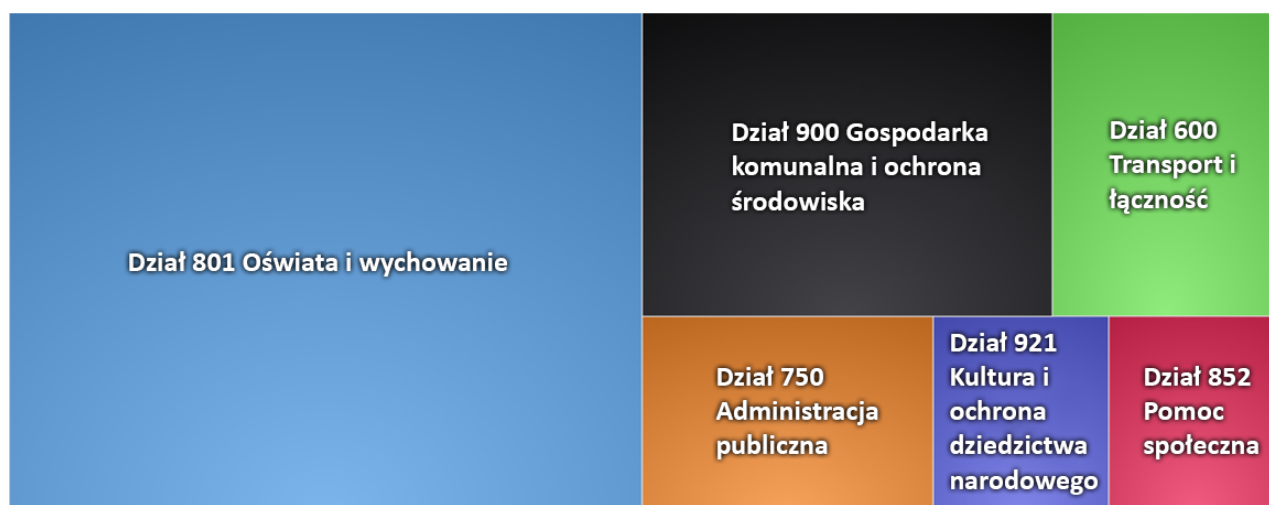 Dział 801 Oświata i wychowanie
Dział 900 Gospodarka
komunalna i ochrona
środowiska
Dział 600
Transport i
łączność
Dział 750
Administracja
publiczna
Dział 921
Kultura i
ochrona
dziedzictwa
narodowego
Dział 852
Pomoc
społeczna